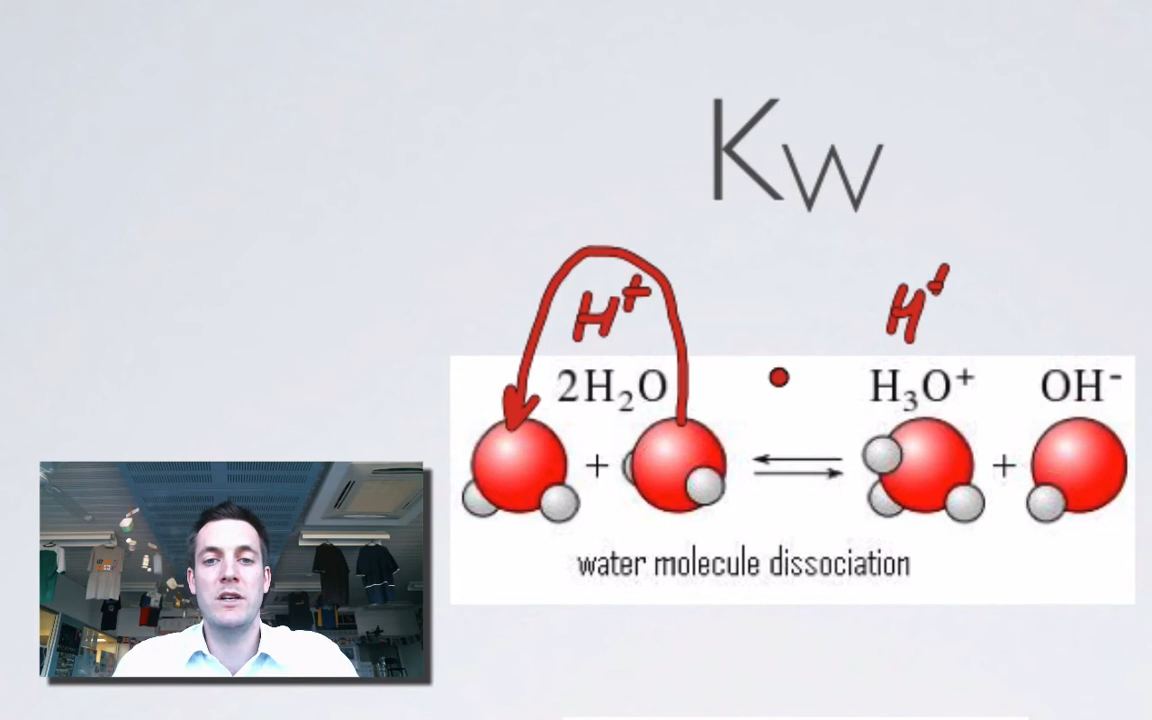 Kw
H⁺ H⁺
2H₂O H₃O⁺ OH⁻
+ +
water molecule dissociation